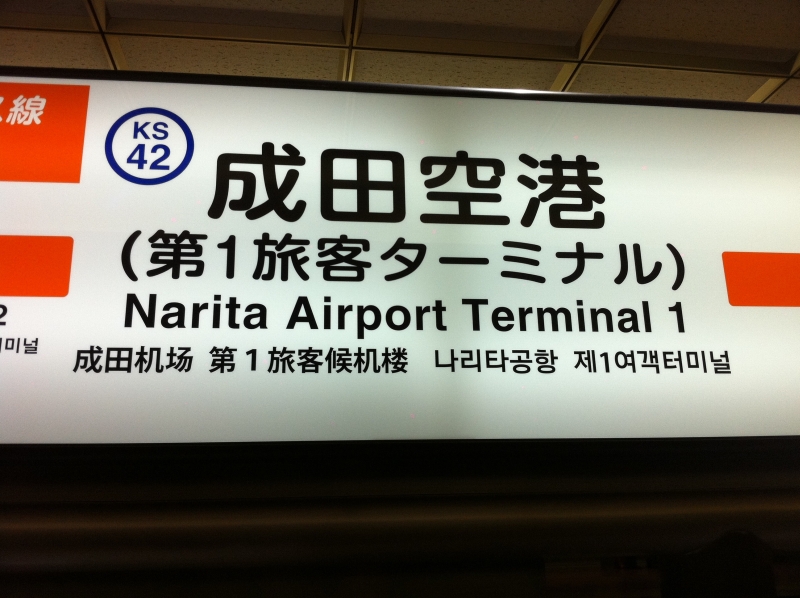 ス線
KS
42
成田空港
(第1旅客ターミナル)
Narita Airport Terminal 1
2
미널
成田机场 第1旅客候机楼 나리타공항 제1여객터미널